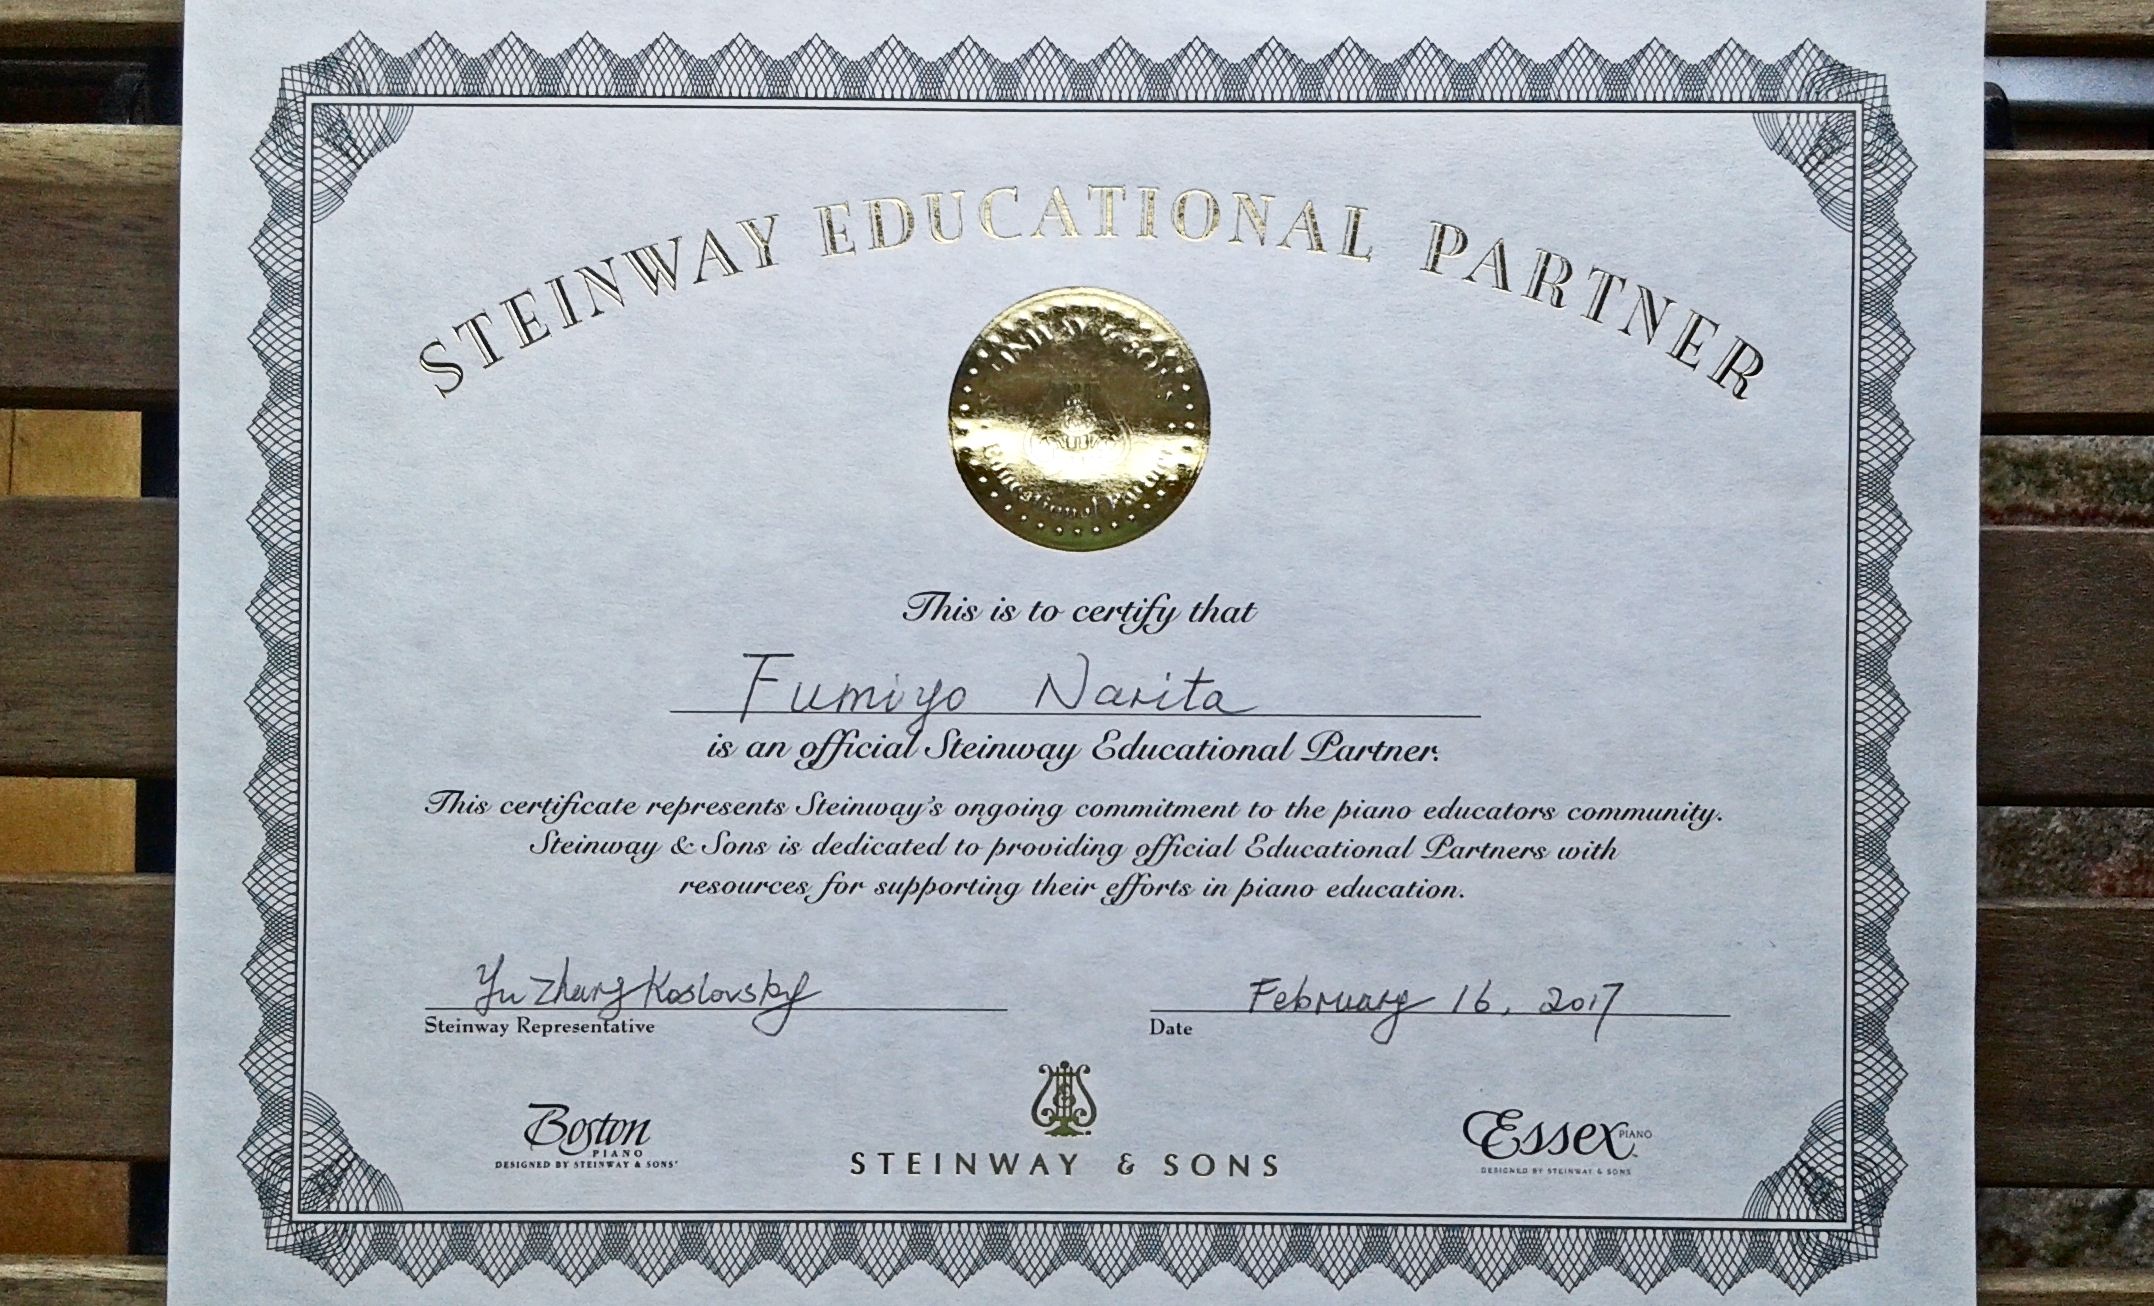 STEINWAY EDUCATIONAL PARTNER
Educational Partner
This is to certify that
Fumiyo Narita
is an official Steinway Educational Partner.
This certificate represents Steinway's ongoing commitment to the piano educators community.
Steinway & Sons is dedicated to providing official Educational Partners with
resources for supporting their efforts in piano education.
Yu Zhang Koslovsky
February 16, 2017
Steinway Representative
Date
Boston
PIANO
DESIGNED BY STEINWAY & SONS
STEINWAY & SONS
Essex PIANO
DESIGNED BY STEINWAY & SONS